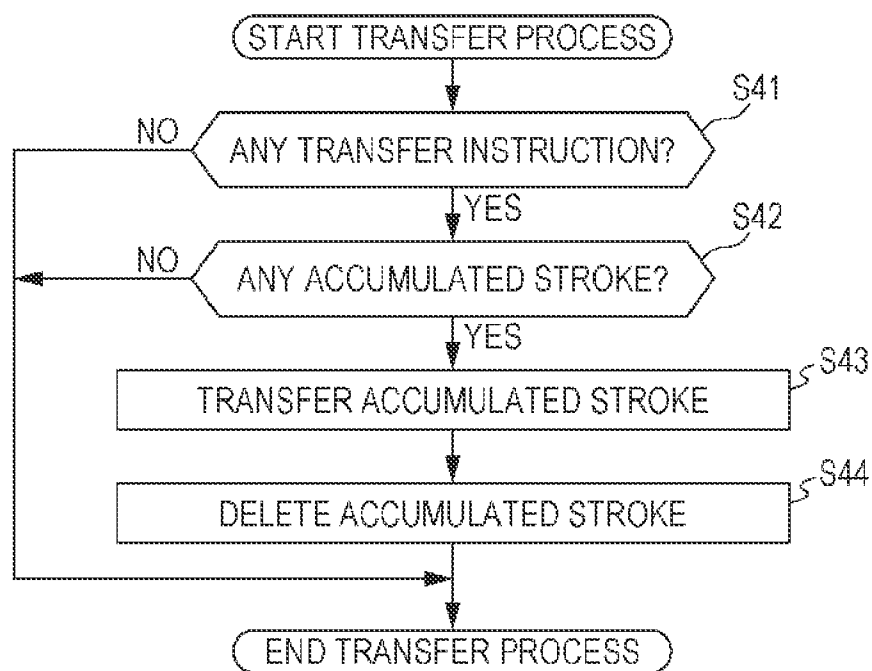 START TRANSFER PROCESS
S41
NO
ANY TRANSFER INSTRUCTION?
YES
S42
NO
ANY ACCUMULATED STROKE?
YES
S43
TRANSFER ACCUMULATED STROKE
S44
DELETE ACCUMULATED STROKE
END TRANSFER PROCESS